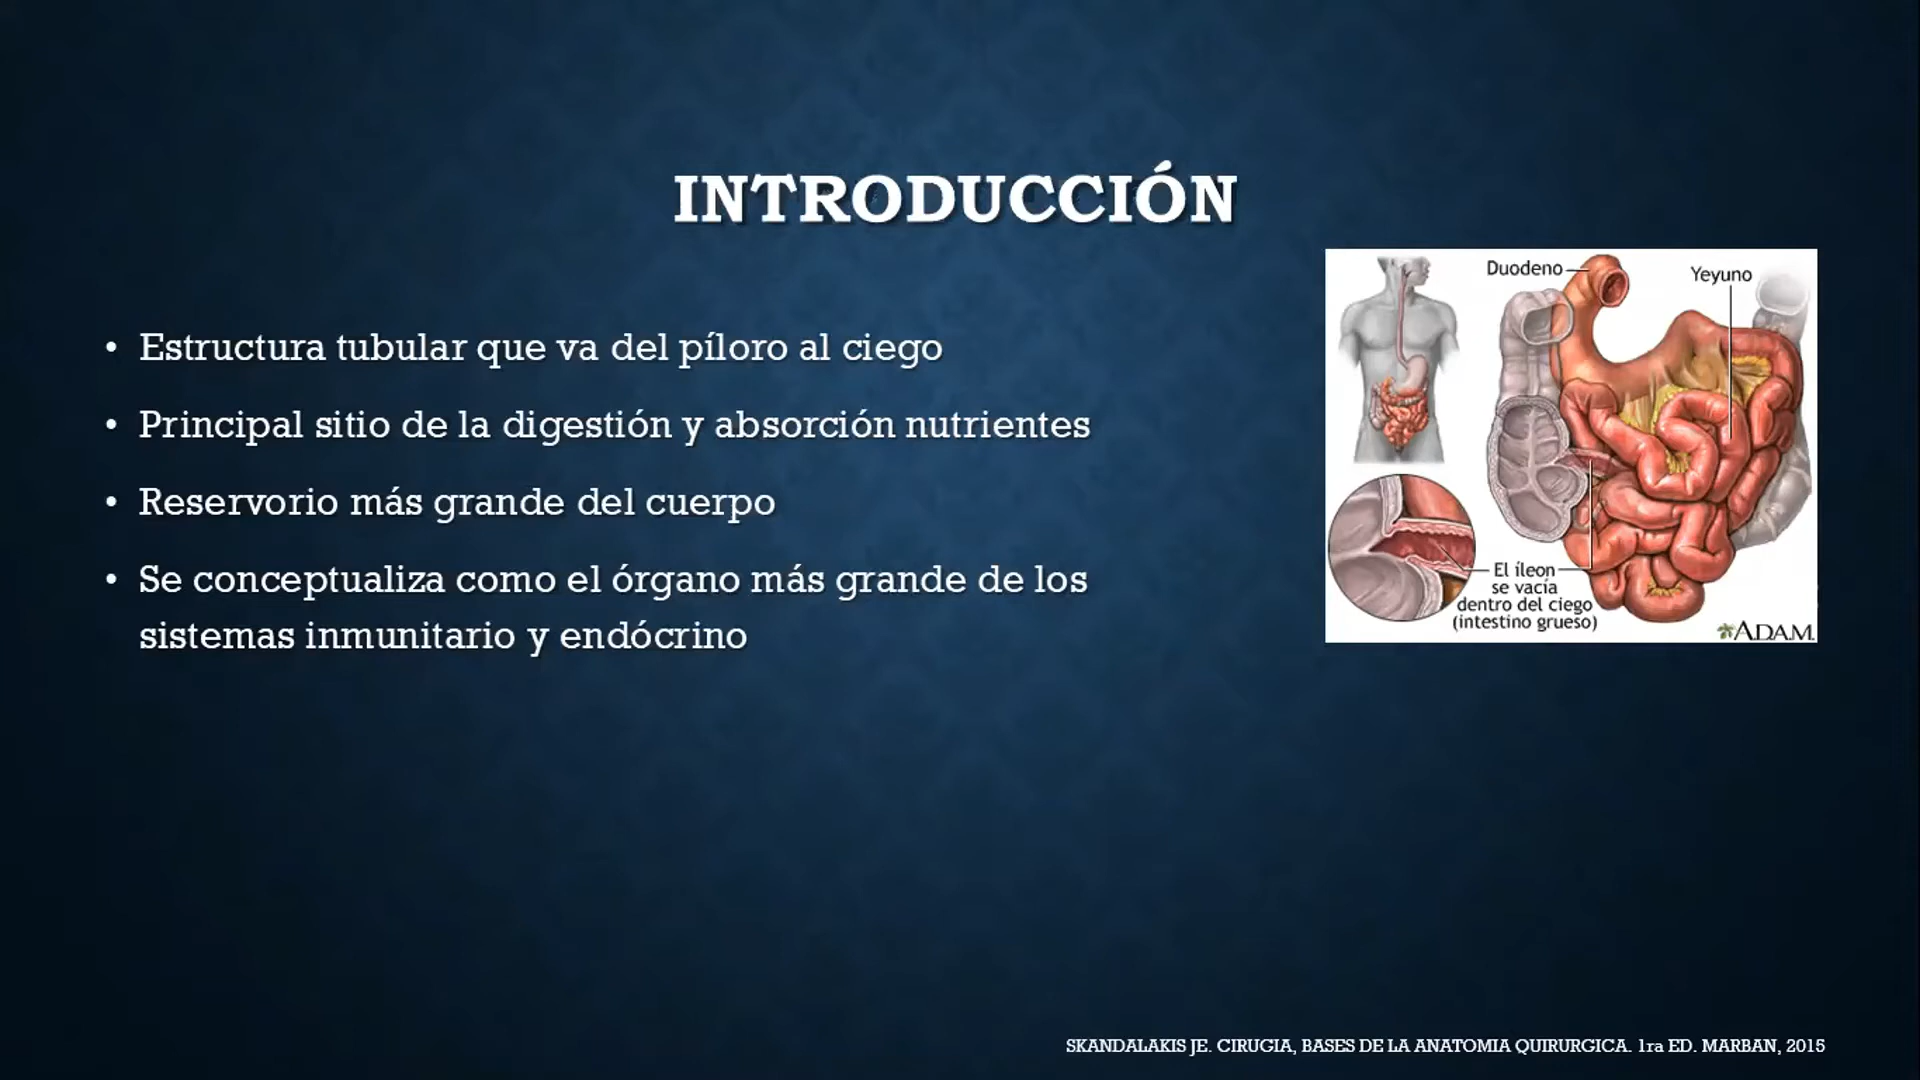 INTRODUCCIÓN
• Estructura tubular que va del píloro al ciego
• Principal sitio de la digestión y absorción nutrientes
• Reservorio más grande del cuerpo
• Se conceptualiza como el órgano más grande de los
sistemas inmunitario y endócrino
Duodeno
Yeyuno
El íleon
se vacía
dentro del ciego
(intestino grueso)
ADAM.
SKANDALAKIS JE. CIRUGIA, BASES DE LA ANATOMIA QUIRURGICA. 1ra ED. MARBAN, 2015